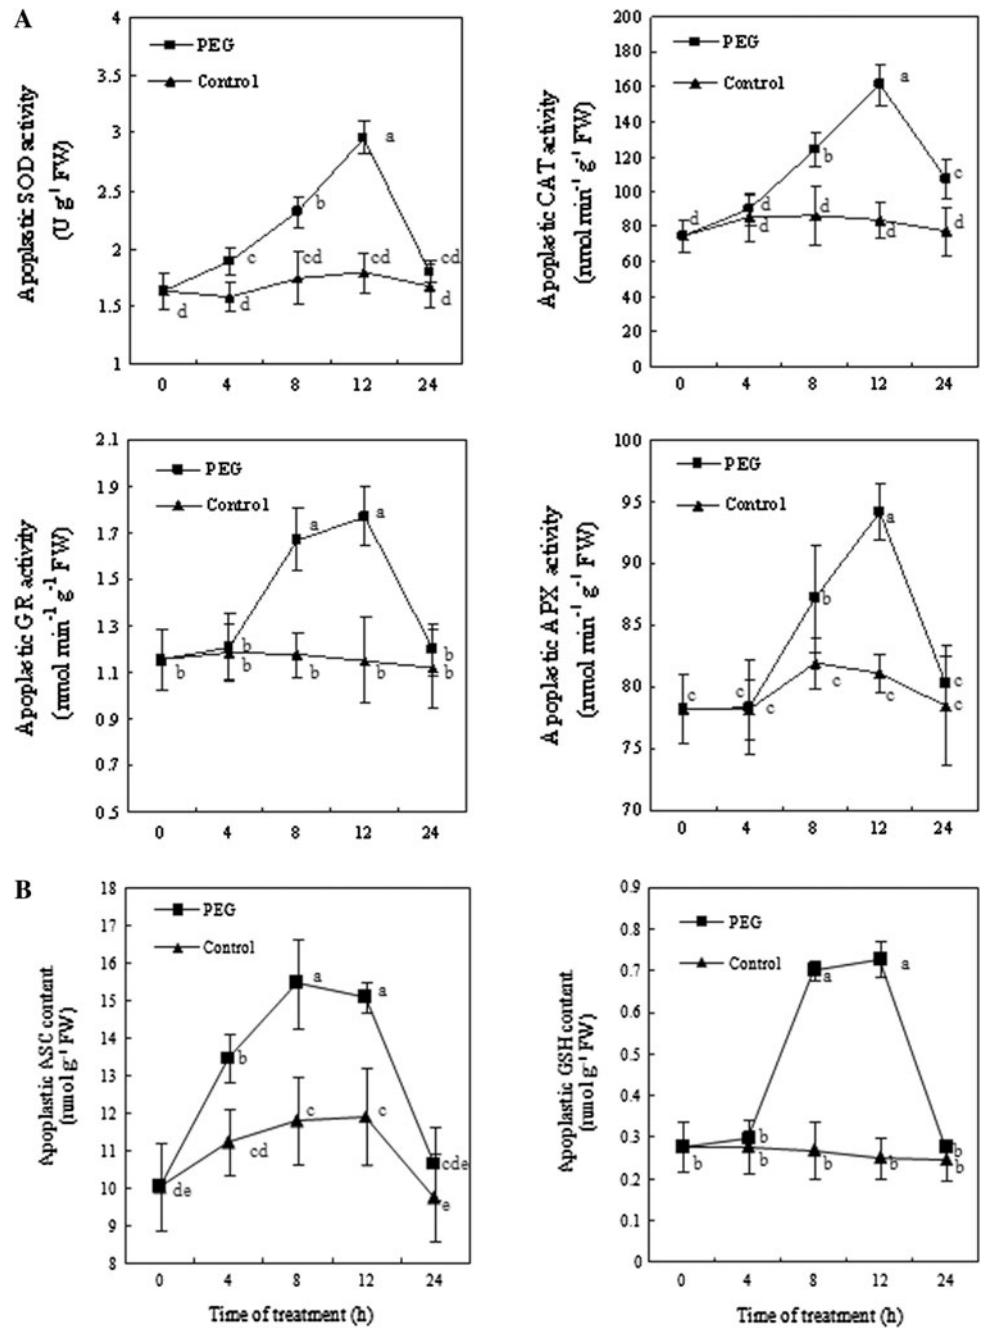 A
Apoplastic SOD activity
(U g⁻¹ FW)
4
3.5
3
2.5
2
1.5
1
PEG
Control
a
b
c
cd
cd
cd
d
d
d
0 4 8 12 24
Apoplastic CAT activity
(nmol min⁻¹ g⁻¹ FW)
200
180
160
140
120
100
80
60
40
20
0
PEG
Control
a
b
c
d
d
d
d
d
d
0 4 8 12 24
Apoplastic GR activity
(nmol min⁻¹ g⁻¹ FW)
2.1
1.9
1.7
1.5
1.3
1.1
0.9
0.7
0.5
PEG
Control
a
a
b
b
b
b
b
b
b
0 4 8 12 24
Apoplastic APX activity
(nmol min⁻¹ g⁻¹ FW)
100
95
90
85
80
75
70
PEG
Control
a
b
c
c
c
c
c
c
c
0 4 8 12 24
B
Apoplastic ASC content
(nmol g⁻¹ FW)
18
17
16
15
14
13
12
11
10
9
8
PEG
Control
a
a
b
c
c
cd
cde
de
e
0 4 8 12 24
Time of treatment (h)
Apoplastic GSH content
(nmol g⁻¹ FW)
0.9
0.8
0.7
0.6
0.5
0.4
0.3
0.2
0.1
0
PEG
Control
a
a
b
b
b
b
b
b
b
0 4 8 12 24
Time of treatment (h)